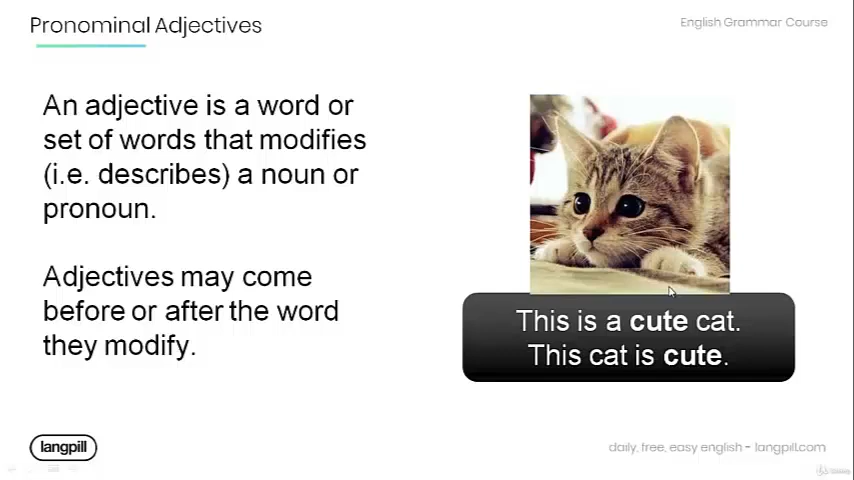 Pronominal Adjectives
English Grammar Course
An adjective is a word or
set of words that modifies
(i.e. describes) a noun or
pronoun.
Adjectives may come
before or after the word
they modify.
This is a cute cat.
This cat is cute.
langpill
daily, free, easy english - langpill.com